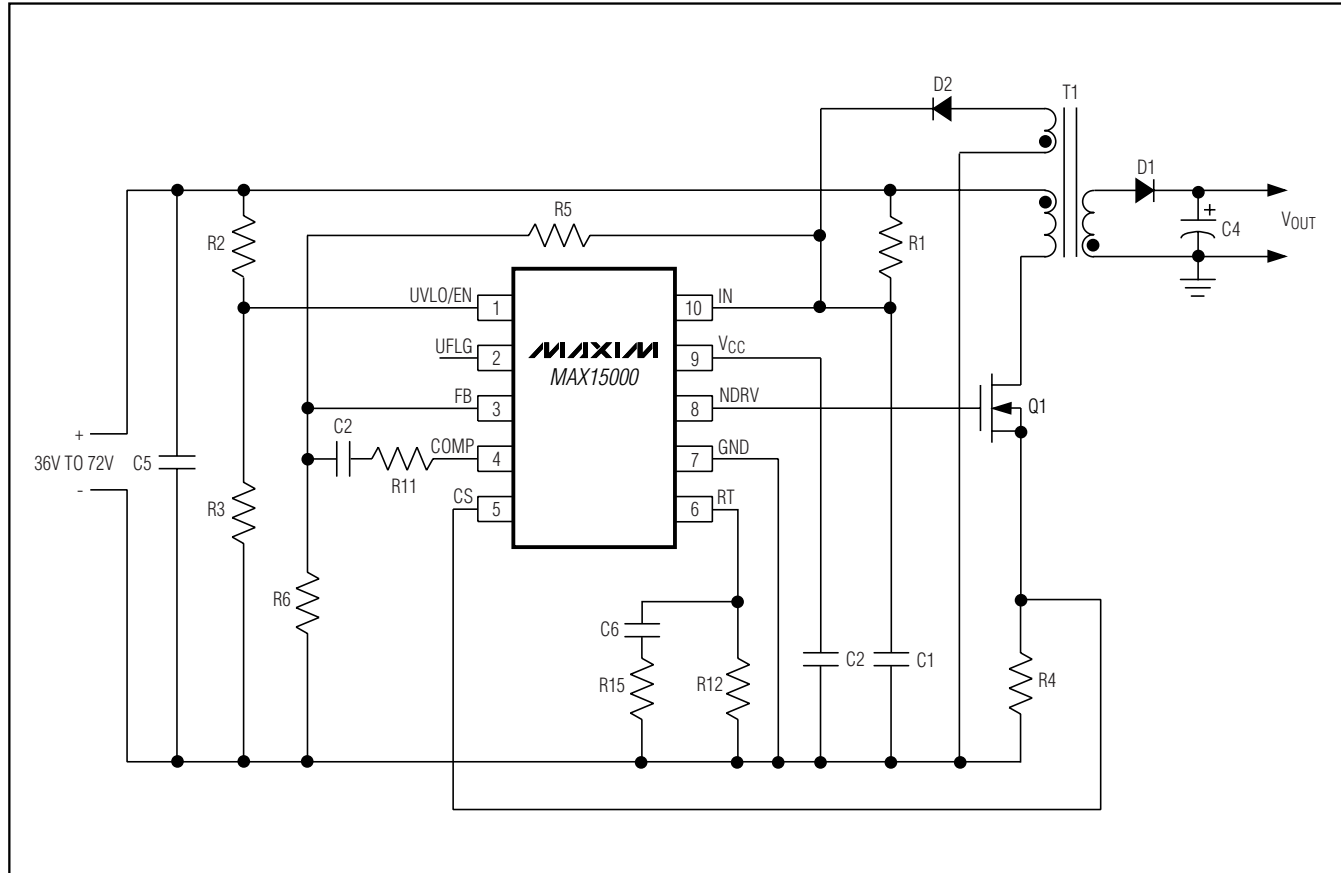 D2
T1
D1
+
C4
VOUT
R5
R2
R1
UVLO/EN
1
10
IN
MAXIM
MAX15000
UFLG
2
9
VCC
FB
3
8
NDRV
Q1
C2
R11
COMP
4
7
GND
CS
5
6
RT
+
36V TO 72V
-
C5
R3
R6
C6
R15
R12
C2
C1
R4